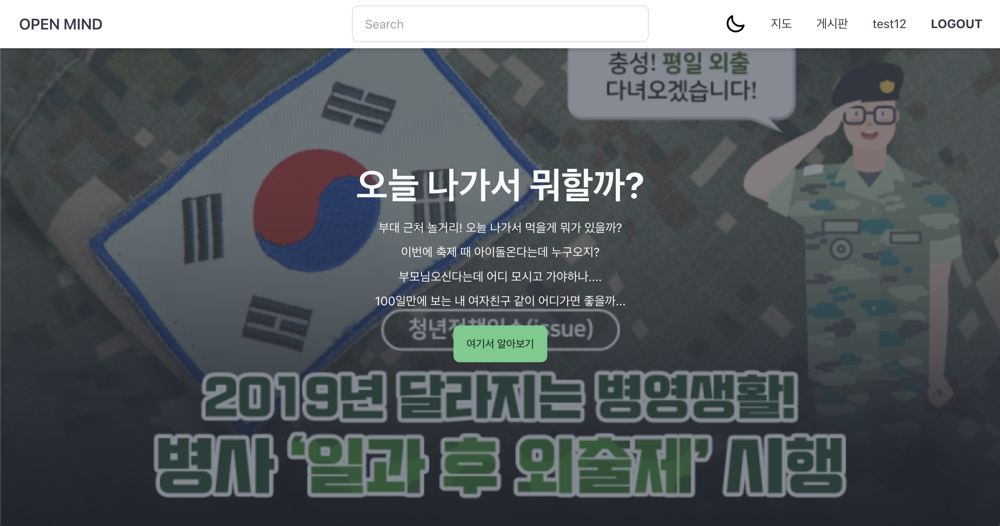 OPEN MIND
Search
지도
게시판
test12
LOGOUT
충성! 평일 외출
다녀오겠습니다!
오늘 나가서 뭐할까?
부대 근처 놀거리! 오늘 나가서 먹을게 뭐가 있을까?
이번에 축제 때 아이돌온다는데 누구오지?
부모님오신다는데 어디 모시고 가야하나....
100일만에 보는 내 여자친구 같이 어디가면 좋을까...
여기서 알아보기
2019년 달라지는 병영생활!
병사 ‘일과 후 외출제’ 시행